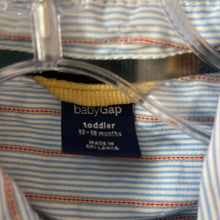 babyGap
toddler
12-18 months
MADE IN
SRI LANKA